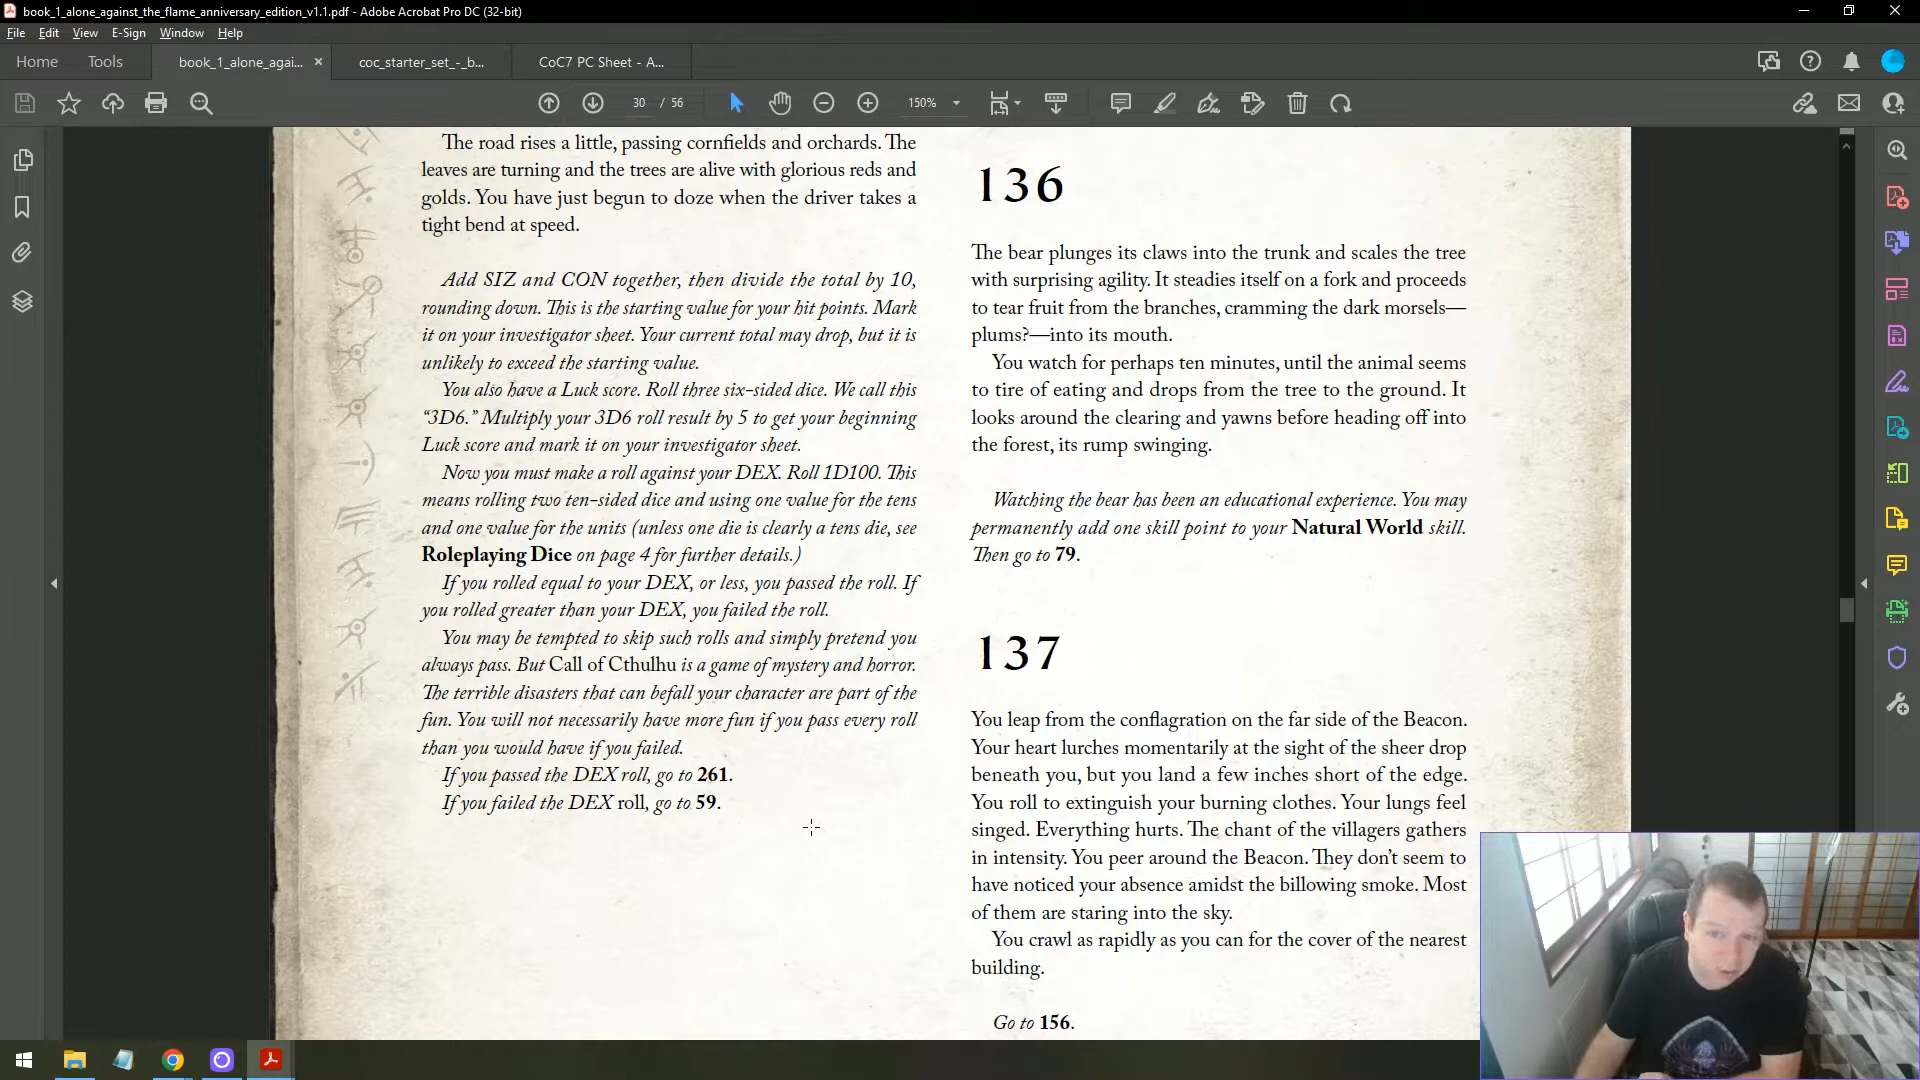 book_1_alone_against_the_flame_anniversary_edition_v1.1.pdf - Adobe Acrobat Pro DC (32-bit)
File Edit View E-Sign Window Help
Home Tools book_1_alone_agai... coc_starter_set_-_b... CoC7 PC Sheet - A...
30 / 56 150%
The road rises a little, passing cornfields and orchards. The
leaves are turning and the trees are alive with glorious reds and
golds. You have just begun to doze when the driver takes a
tight bend at speed.
Add SIZ and CON together, then divide the total by 10,
rounding down. This is the starting value for your hit points. Mark
it on your investigator sheet. Your current total may drop, but it is
unlikely to exceed the starting value.
You also have a Luck score. Roll three six-sided dice. We call this
“3D6.” Multiply your 3D6 roll result by 5 to get your beginning
Luck score and mark it on your investigator sheet.
Now you must make a roll against your DEX. Roll 1D100. This
means rolling two ten-sided dice and using one value for the tens
and one value for the units (unless one die is clearly a tens die, see
Roleplaying Dice on page 4 for further details.)
If you rolled equal to your DEX, or less, you passed the roll. If
you rolled greater than your DEX, you failed the roll.
You may be tempted to skip such rolls and simply pretend you
always pass. But Call of Cthulhu is a game of mystery and horror.
The terrible disasters that can befall your character are part of the
fun. You will not necessarily have more fun if you pass every roll
than you would have if you failed.
If you passed the DEX roll, go to 261.
If you failed the DEX roll, go to 59.
136
The bear plunges its claws into the trunk and scales the tree
with surprising agility. It steadies itself on a fork and proceeds
to tear fruit from the branches, cramming the dark morsels—
plums?—into its mouth.
You watch for perhaps ten minutes, until the animal seems
to tire of eating and drops from the tree to the ground. It
looks around the clearing and yawns before heading off into
the forest, its rump swinging.
Watching the bear has been an educational experience. You may
permanently add one skill point to your Natural World skill.
Then go to 79.
137
You leap from the conflagration on the far side of the Beacon.
Your heart lurches momentarily at the sight of the sheer drop
beneath you, but you land a few inches short of the edge.
You roll to extinguish your burning clothes. Your lungs feel
singed. Everything hurts. The chant of the villagers gathers
in intensity. You peer around the Beacon. They don’t seem to
have noticed your absence amidst the billowing smoke. Most
of them are staring into the sky.
You crawl as rapidly as you can for the cover of the nearest
building.
Go to 156.